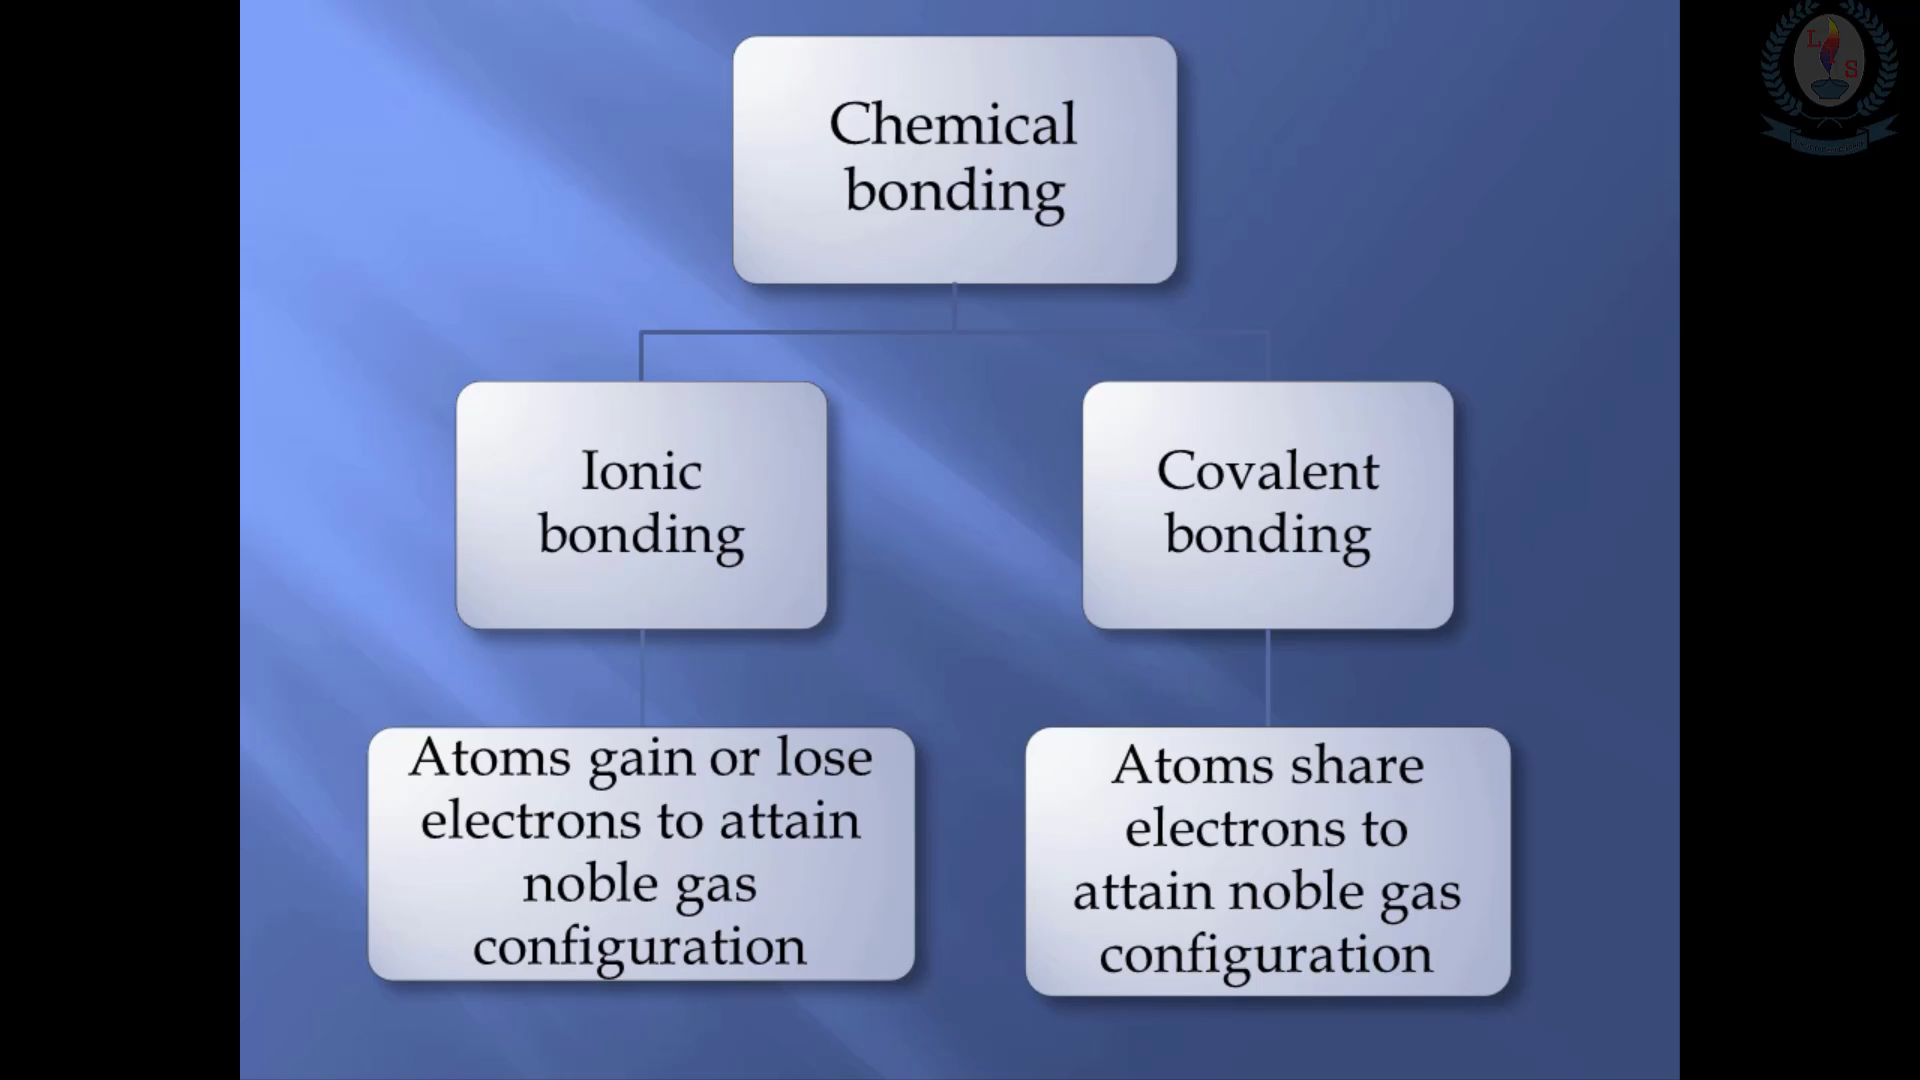 Chemical
bonding
Ionic
bonding
Covalent
bonding
Atoms gain or lose
electrons to attain
noble gas
configuration
Atoms share
electrons to
attain noble gas
configuration
L
S